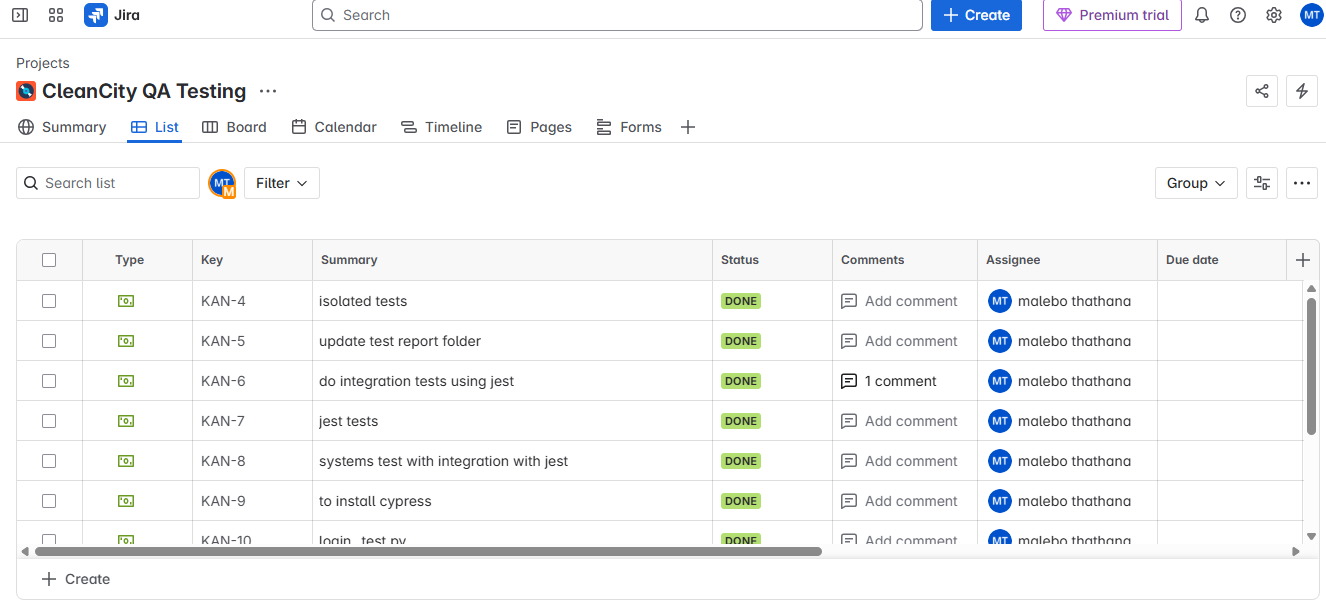 Jira Search Create Premium trial MT
Projects
CleanCity QA Testing
Summary List Board Calendar Timeline Pages Forms
Search list MT M Filter Group
Type Key Summary Status Comments Assignee Due date
KAN-4 isolated tests DONE Add comment MT malebo thathana
KAN-5 update test report folder DONE Add comment MT malebo thathana
KAN-6 do integration tests using jest DONE 1 comment MT malebo thathana
KAN-7 jest tests DONE Add comment MT malebo thathana
KAN-8 systems test with integration with jest DONE Add comment MT malebo thathana
KAN-9 to install cypress DONE Add comment MT malebo thathana
KAN-10 login_test.py DONE Add comment MT malebo thathana
Create